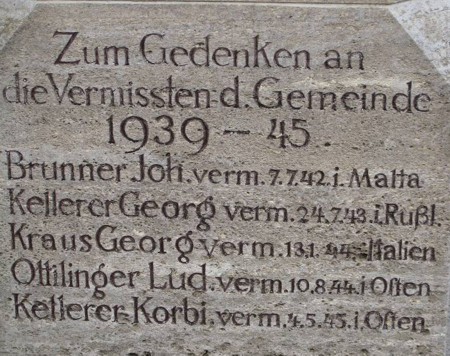 Zum Gedenken an
die Vermissten d. Gemeinde
1939 – 45.
Brunner Joh. verm. 7.7.42. i. Malta
Kellerer Georg verm. 24.7.43. i. Rußl.
Kraus Georg verm. 13.1.44. i. Italien
Ottilinger Lud. verm. 10.8.44. i Osten
Kellerer Korbi. verm. 4.5.45. i. Osten